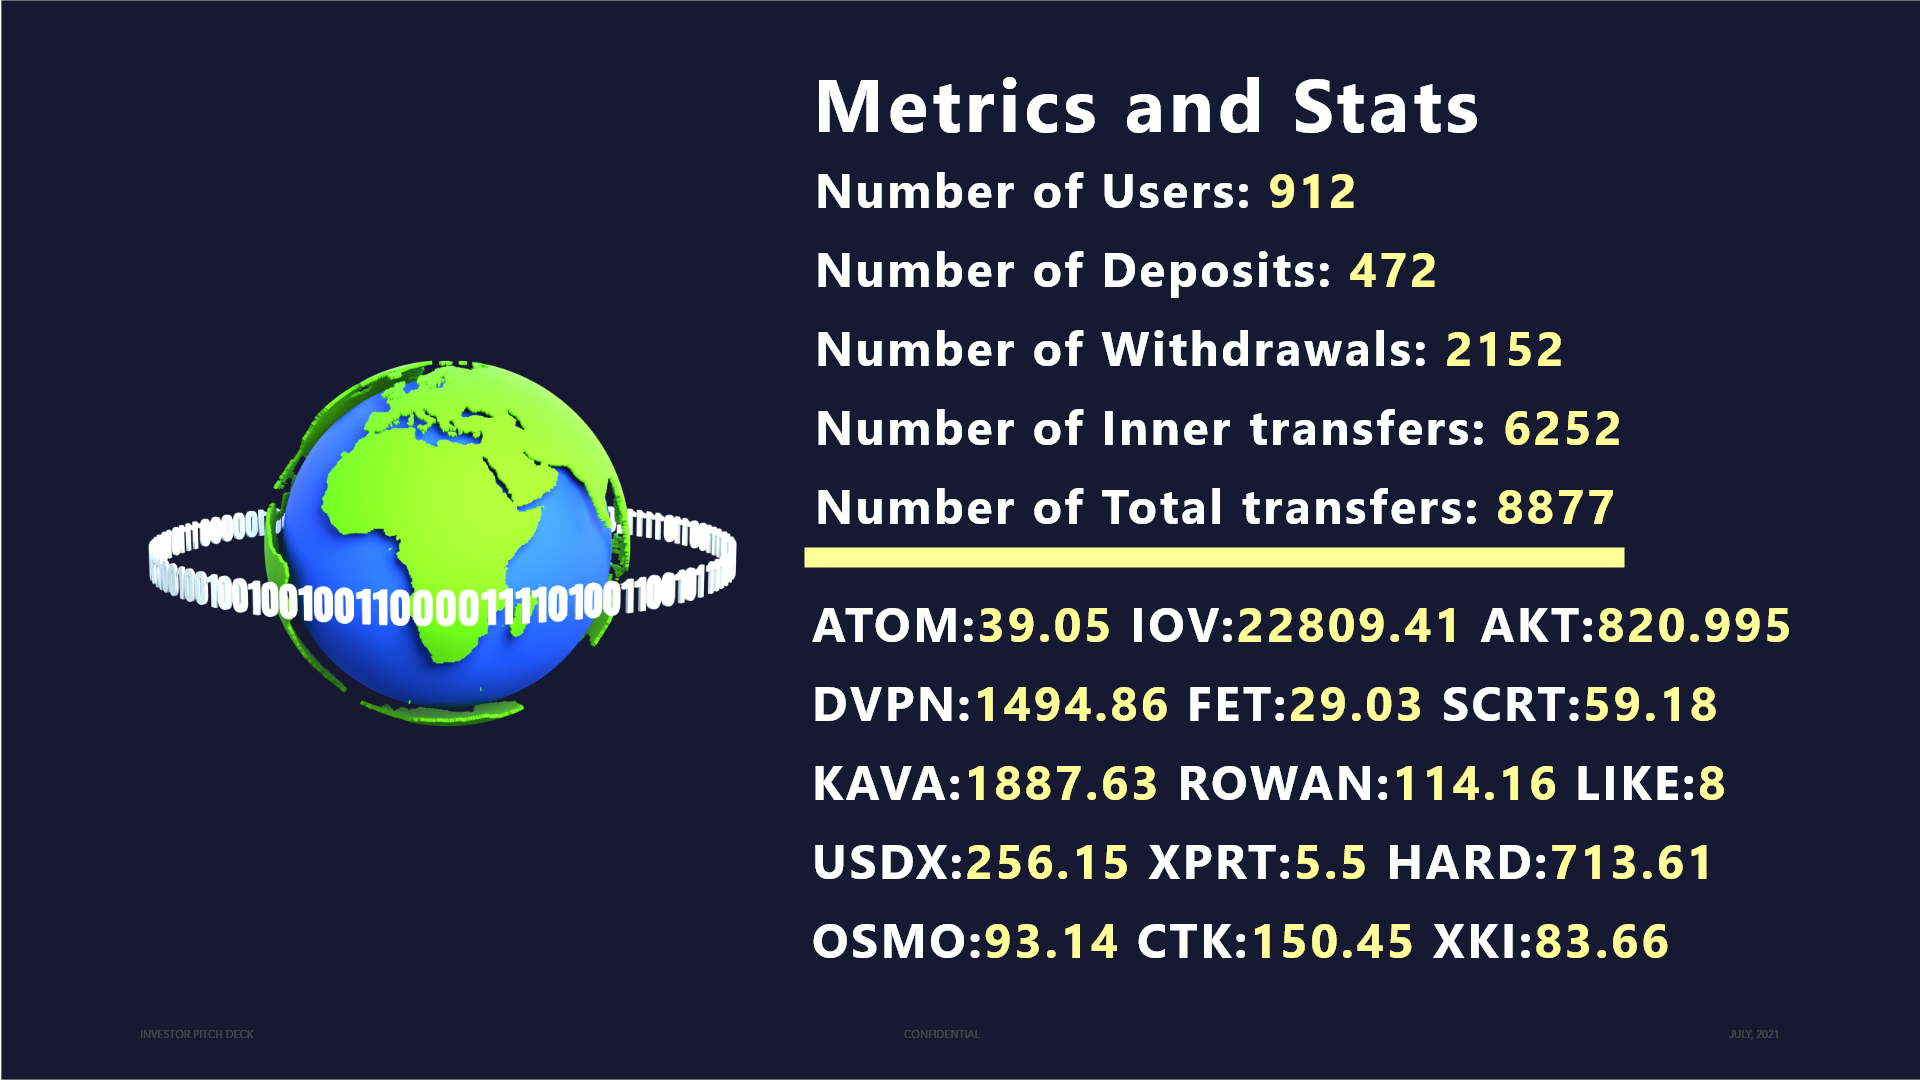 Metrics and Stats
Number of Users: 912
Number of Deposits: 472
Number of Withdrawals: 2152
Number of Inner transfers: 6252
Number of Total transfers: 8877
ATOM:39.05 IOV:22809.41 AKT:820.995
DVPN:1494.86 FET:29.03 SCRT:59.18
KAVA:1887.63 ROWAN:114.16 LIKE:8
USDX:256.15 XPRT:5.5 HARD:713.61
OSMO:93.14 CTK:150.45 XKI:83.66
INVESTOR PITCH DECK
CONFIDENTIAL
JULY, 2021